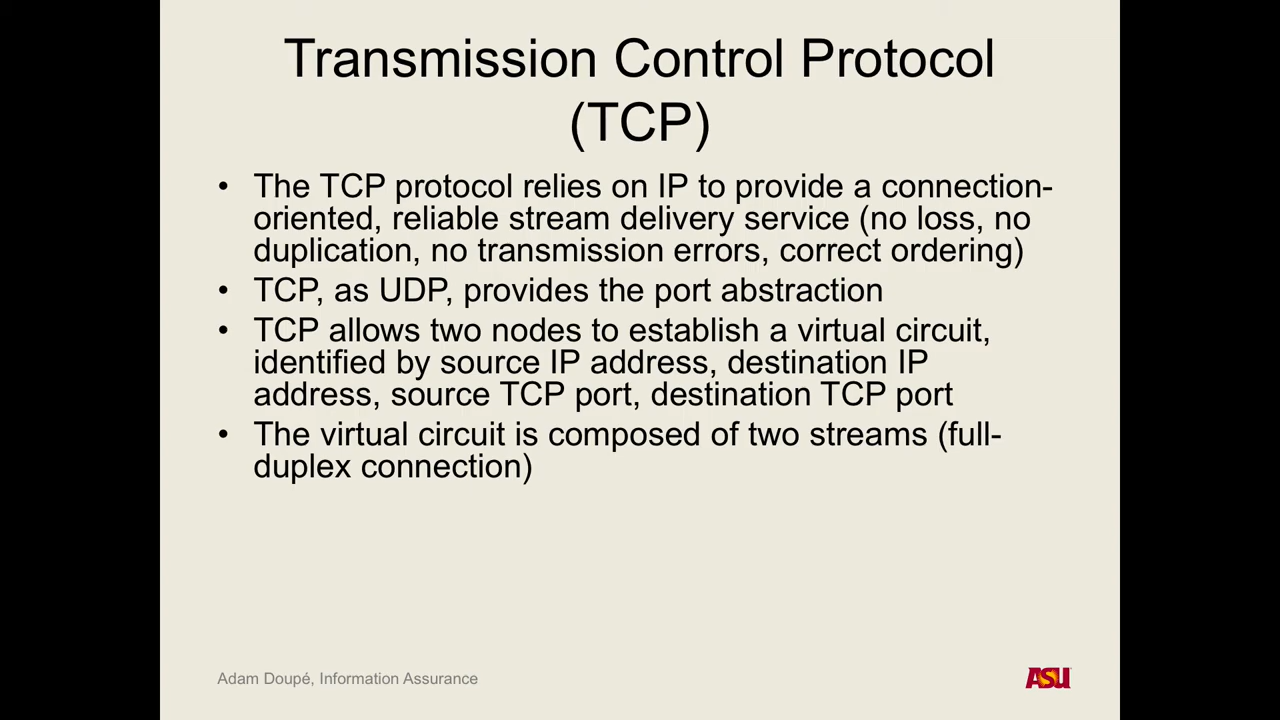 Transmission Control Protocol
(TCP)
• The TCP protocol relies on IP to provide a connection-
oriented, reliable stream delivery service (no loss, no
duplication, no transmission errors, correct ordering)
• TCP, as UDP, provides the port abstraction
• TCP allows two nodes to establish a virtual circuit,
identified by source IP address, destination IP
address, source TCP port, destination TCP port
• The virtual circuit is composed of two streams (full-
duplex connection)
Adam Doupé, Information Assurance
ASU